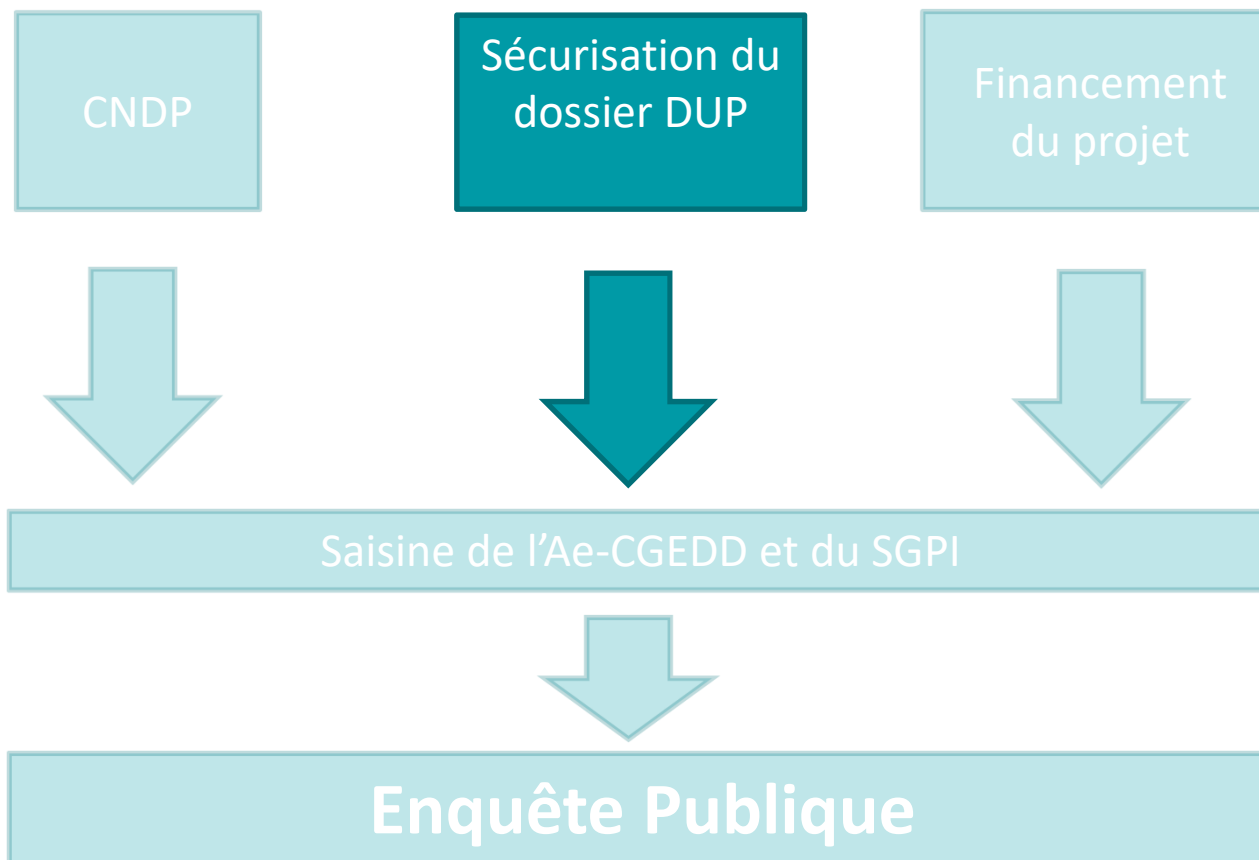 CNDP
Sécurisation du
dossier DUP
Financement
du projet
Saisine de l’Ae-CGEDD et du SGPI
Enquête Publique